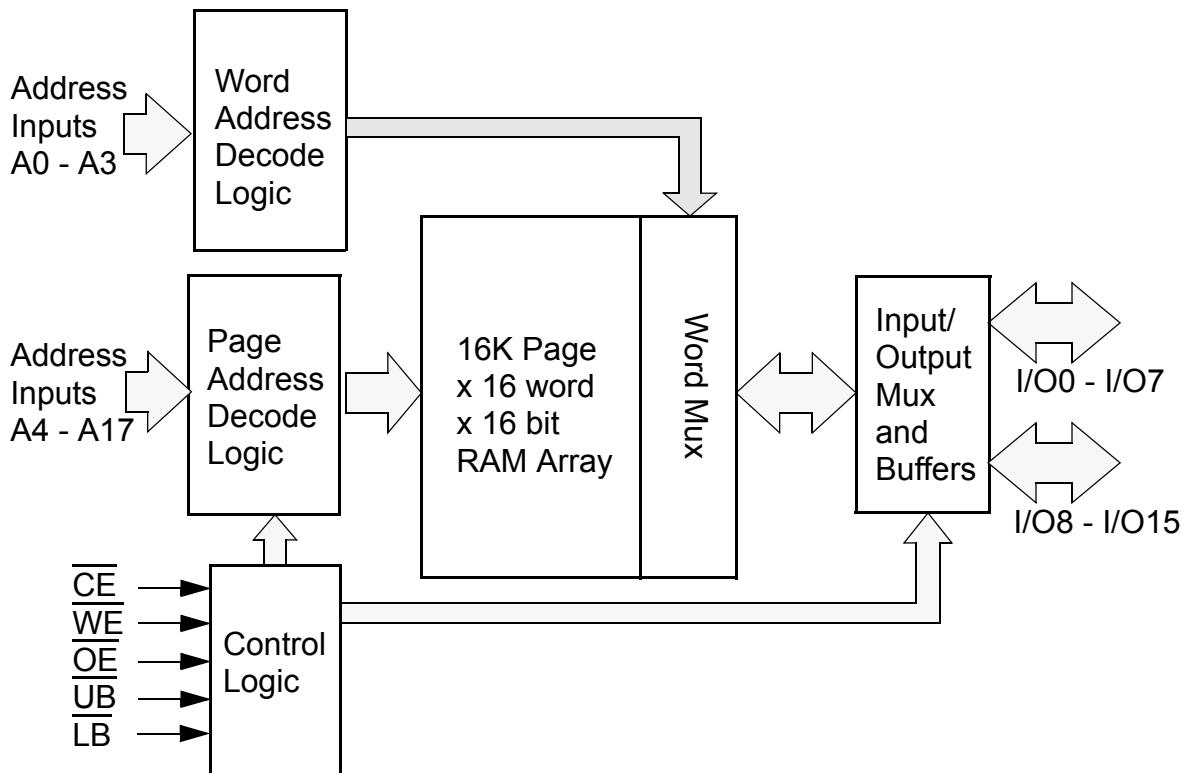 Address
Inputs
A0 - A3
Word
Address
Decode
Logic
Address
Inputs
A4 - A17
Page
Address
Decode
Logic
16K Page
x 16 word
x 16 bit
RAM Array
Word Mux
Input/
Output
Mux
and
Buffers
I/O0 - I/O7
I/O8 - I/O15
CE
WE
OE
UB
LB
Control
Logic